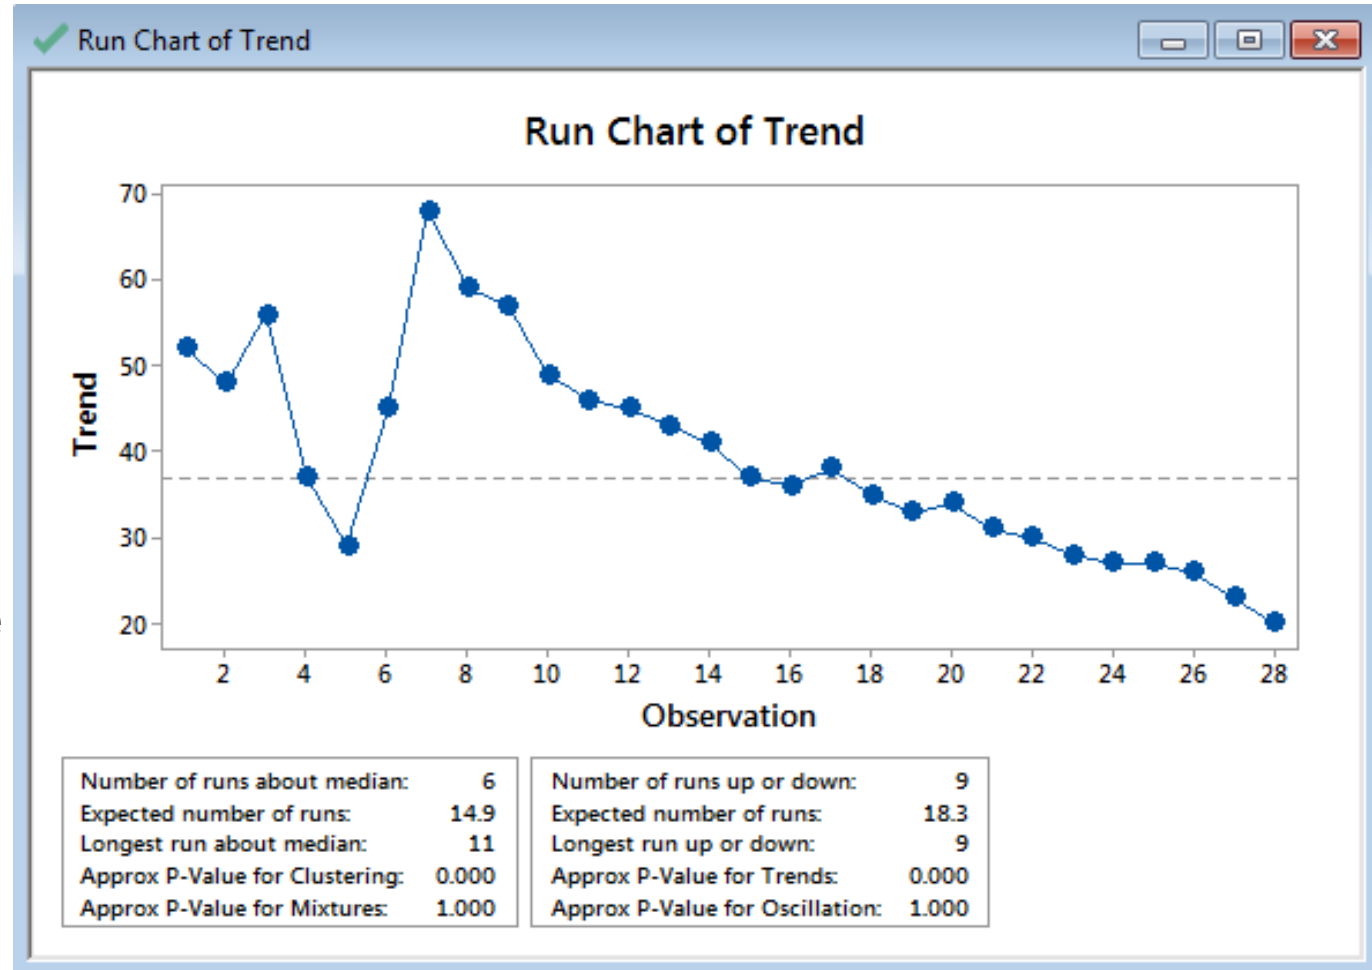 Run Chart of Trend
Run Chart of Trend
70
60
50
40
30
20
Trend
2 4 6 8 10 12 14 16 18 20 22 24 26 28
Observation
Number of runs about median: 6
Expected number of runs: 14.9
Longest run about median: 11
Approx P-Value for Clustering: 0.000
Approx P-Value for Mixtures: 1.000
Number of runs up or down: 9
Expected number of runs: 18.3
Longest run up or down: 9
Approx P-Value for Trends: 0.000
Approx P-Value for Oscillation: 1.000